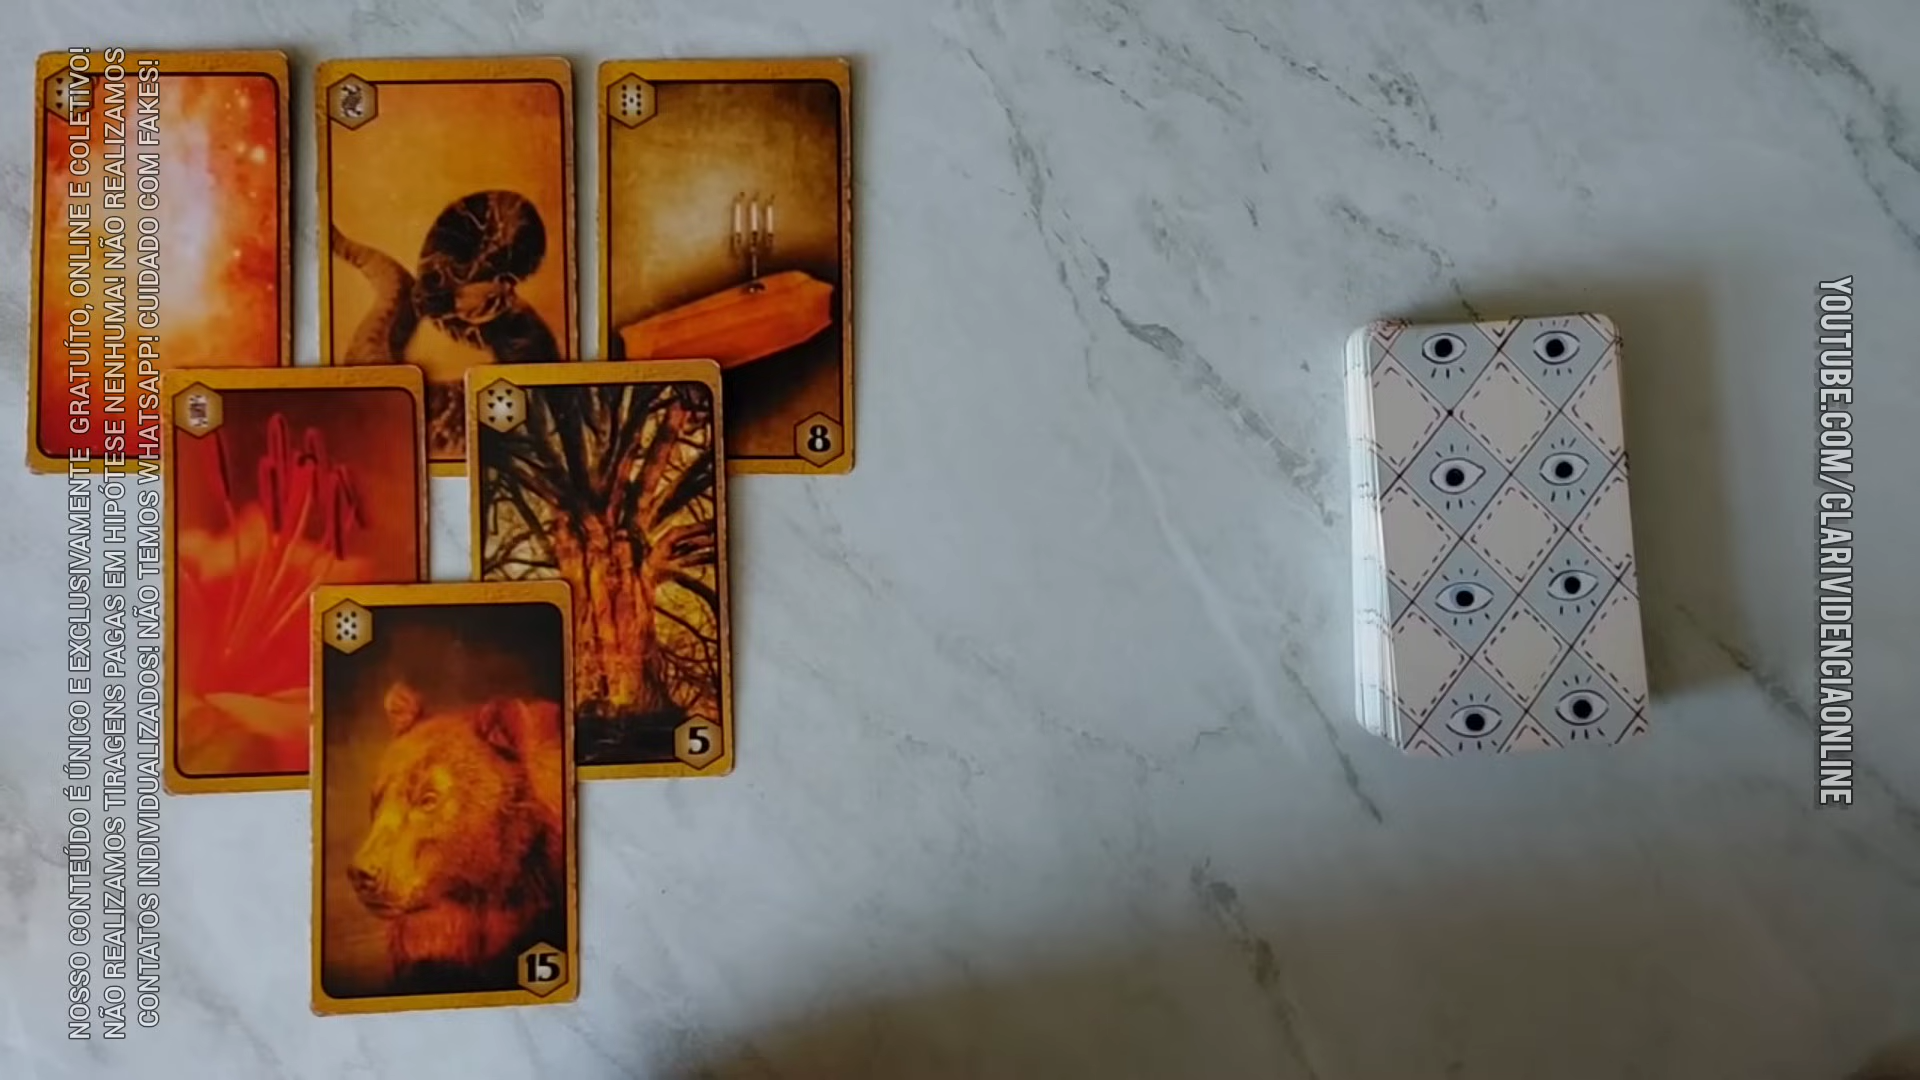 NOSSO CONTEÚDO É ÚNICO E EXCLUSIVAMENTE GRATUÍTO, ONLINE E COLETIVO!
NÃO REALIZAMOS TIRAGENS PAGAS EM HIPÓTESE NENHUMA! NÃO REALIZAMOS
CONTATOS INDIVIDUALIZADOS! NÃO TEMOS WHATSAPP! CUIDADO COM FAKES!
8
5
15
YOUTUBE.COM/CLARIVIDENCIAONLINE